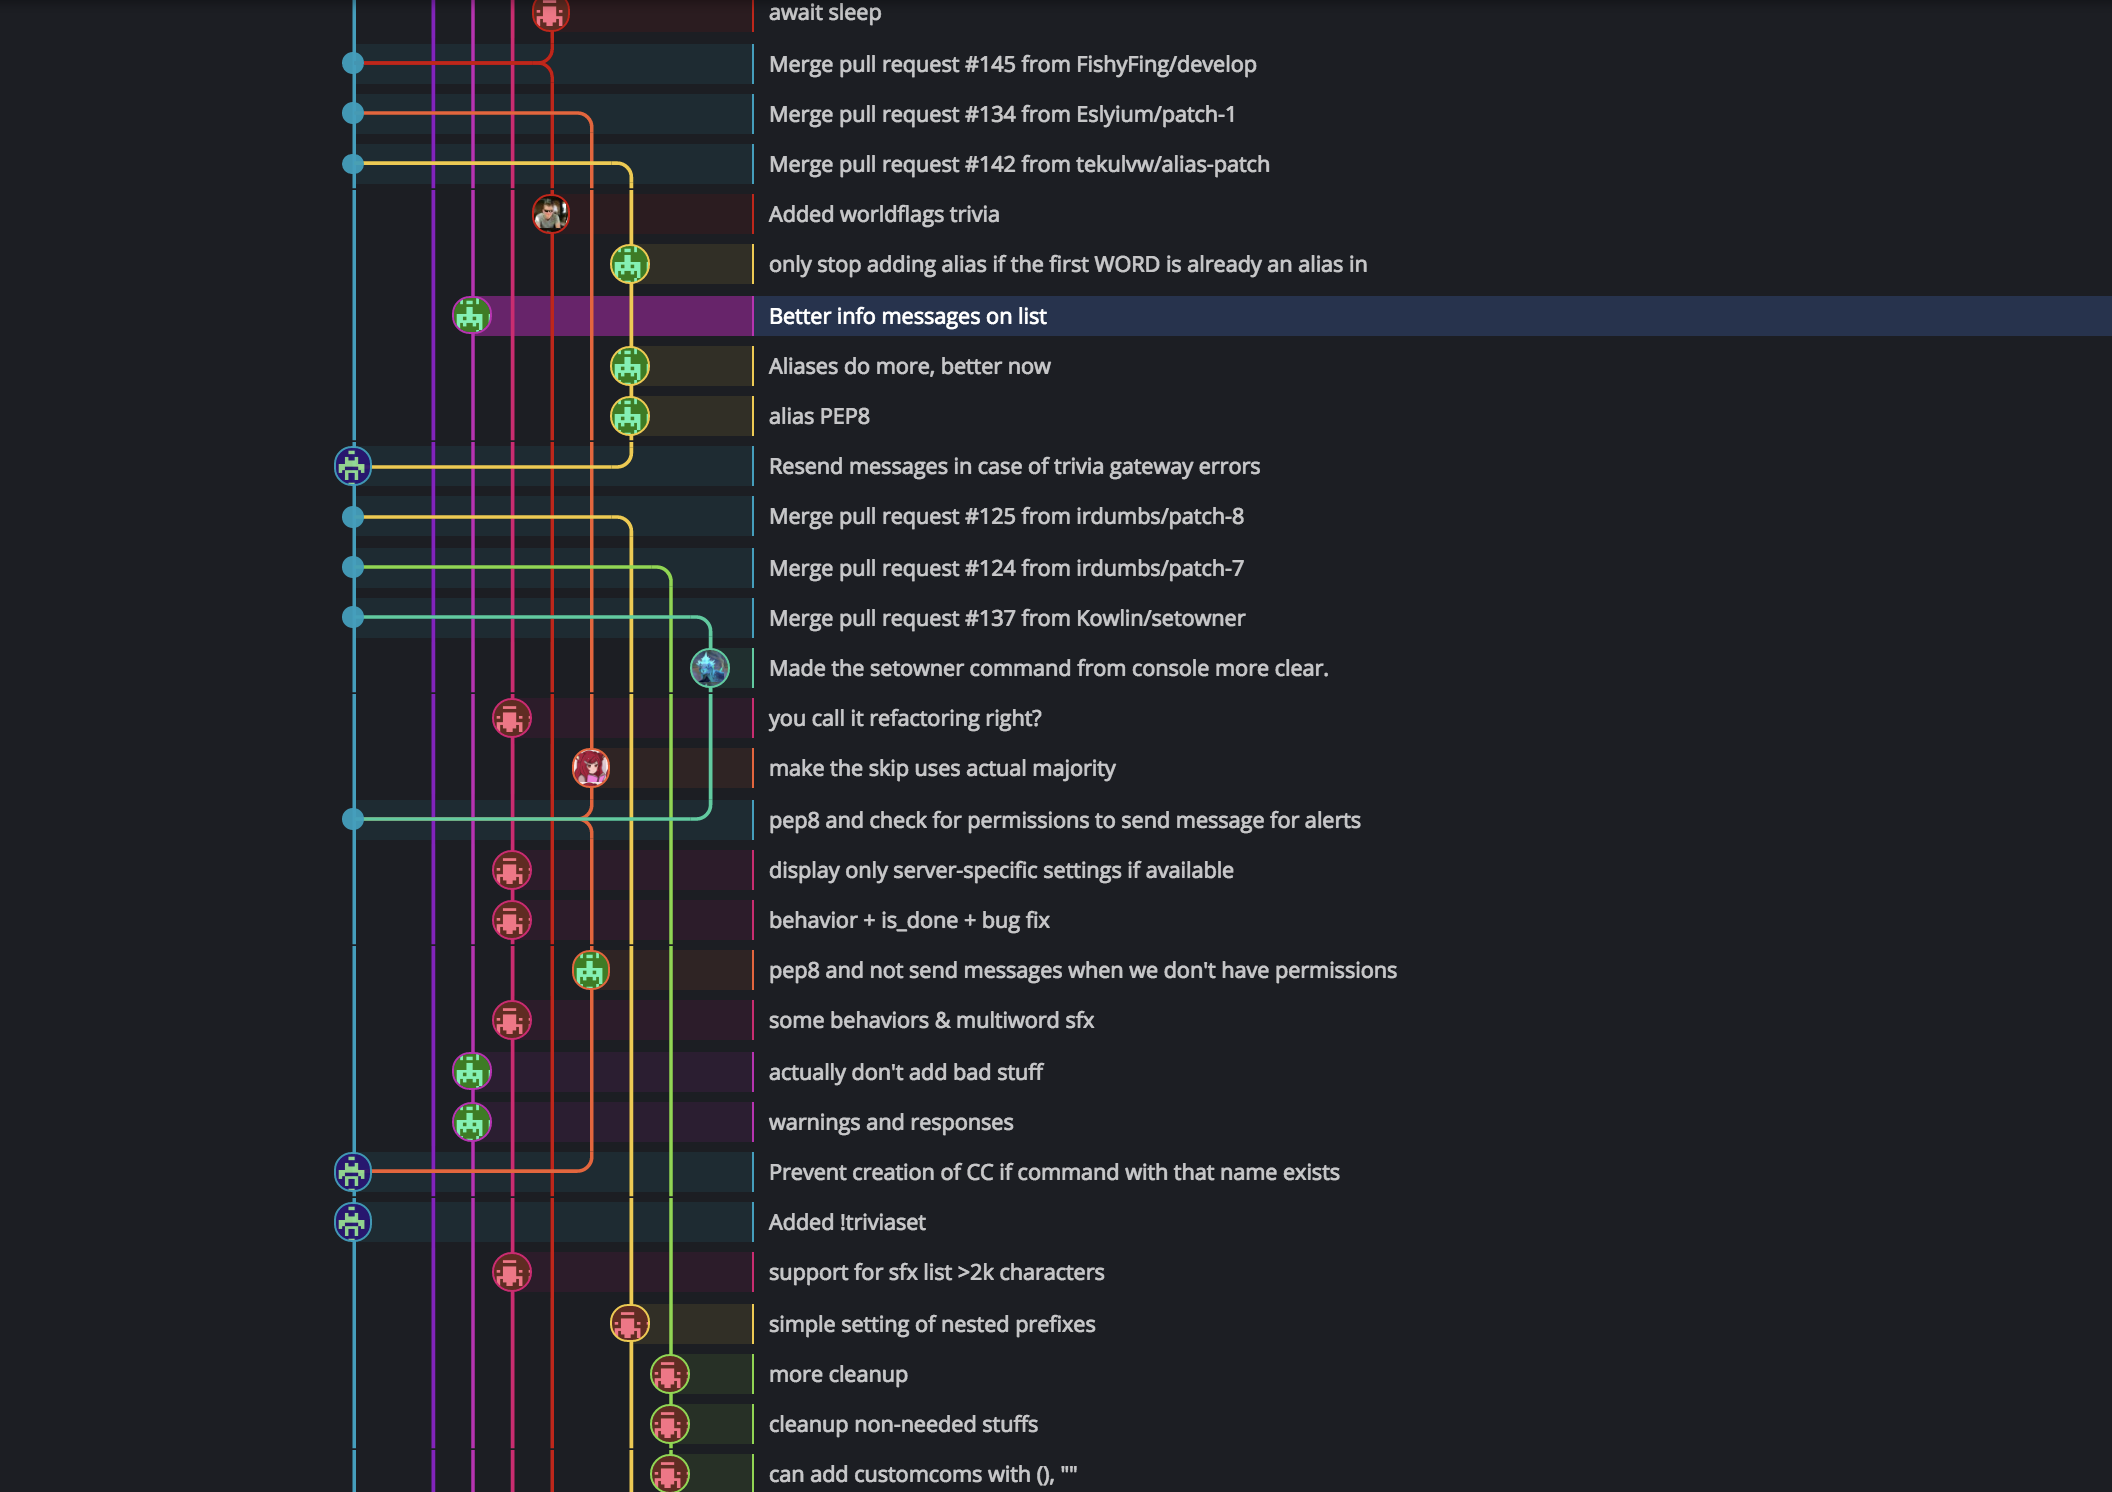 await sleep
Merge pull request #145 from FishyFing/develop
Merge pull request #134 from Eslyium/patch-1
Merge pull request #142 from tekulvw/alias-patch
Added worldflags trivia
only stop adding alias if the first WORD is already an alias in
Better info messages on list
Aliases do more, better now
alias PEP8
Resend messages in case of trivia gateway errors
Merge pull request #125 from irdumbs/patch-8
Merge pull request #124 from irdumbs/patch-7
Merge pull request #137 from Kowlin/setowner
Made the setowner command from console more clear.
you call it refactoring right?
make the skip uses actual majority
pep8 and check for permissions to send message for alerts
display only server-specific settings if available
behavior + is_done + bug fix
pep8 and not send messages when we don't have permissions
some behaviors & multiword sfx
actually don't add bad stuff
warnings and responses
Prevent creation of CC if command with that name exists
Added !triviaset
support for sfx list >2k characters
simple setting of nested prefixes
more cleanup
cleanup non-needed stuffs
can add customcoms with (), ""